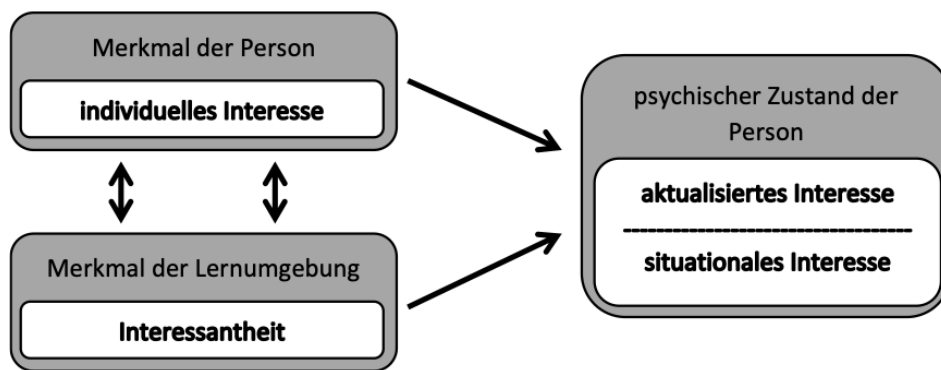 Merkmal der Person
individuelles Interesse
Merkmal der Lernumgebung
Interessantheit
psychischer Zustand der
Person
aktualisiertes Interesse
situationales Interesse